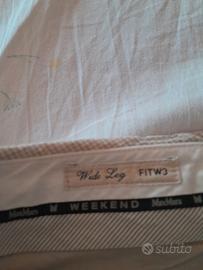 Wide Leg FITW3
MaxMara W WEEKEND MaxMara W
subito